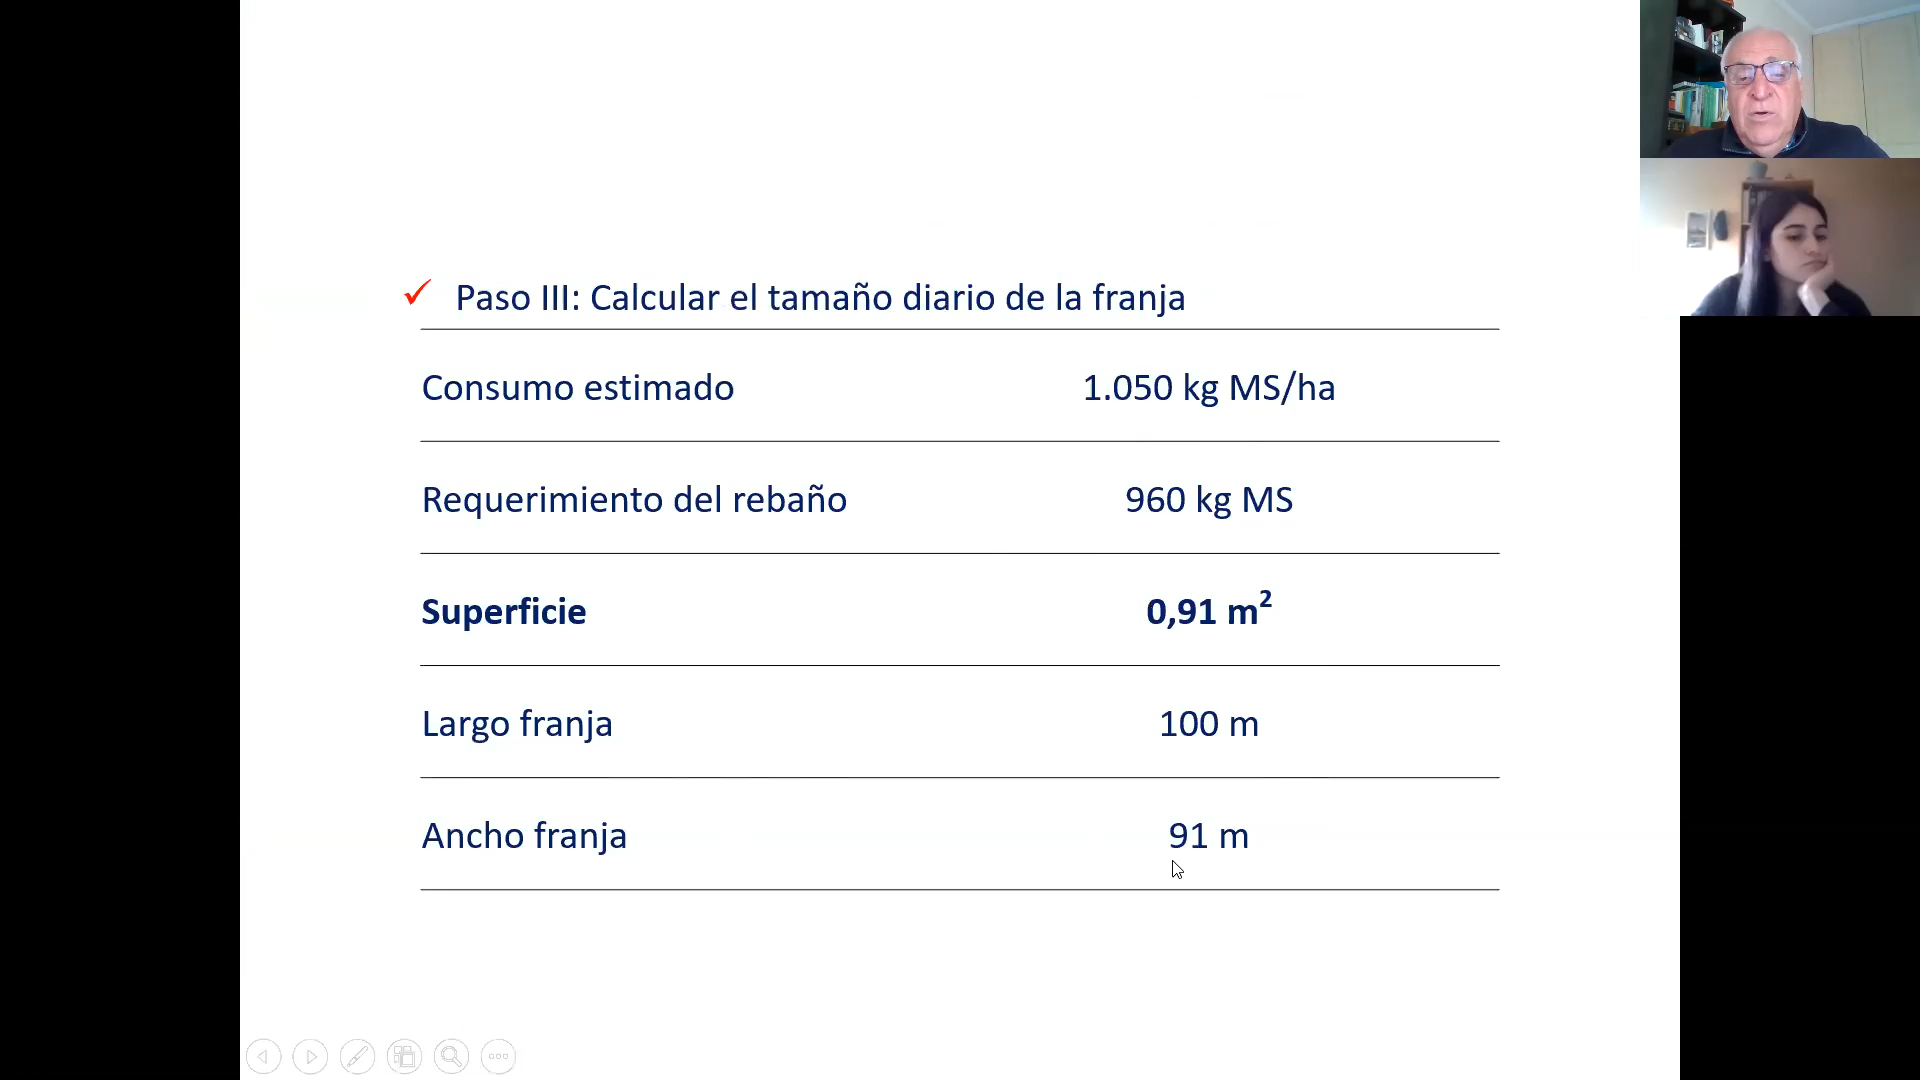 ✓ Paso III: Calcular el tamaño diario de la franja
Consumo estimado 1.050 kg MS/ha
Requerimiento del rebaño 960 kg MS
Superficie 0,91 m²
Largo franja 100 m
Ancho franja 91 m